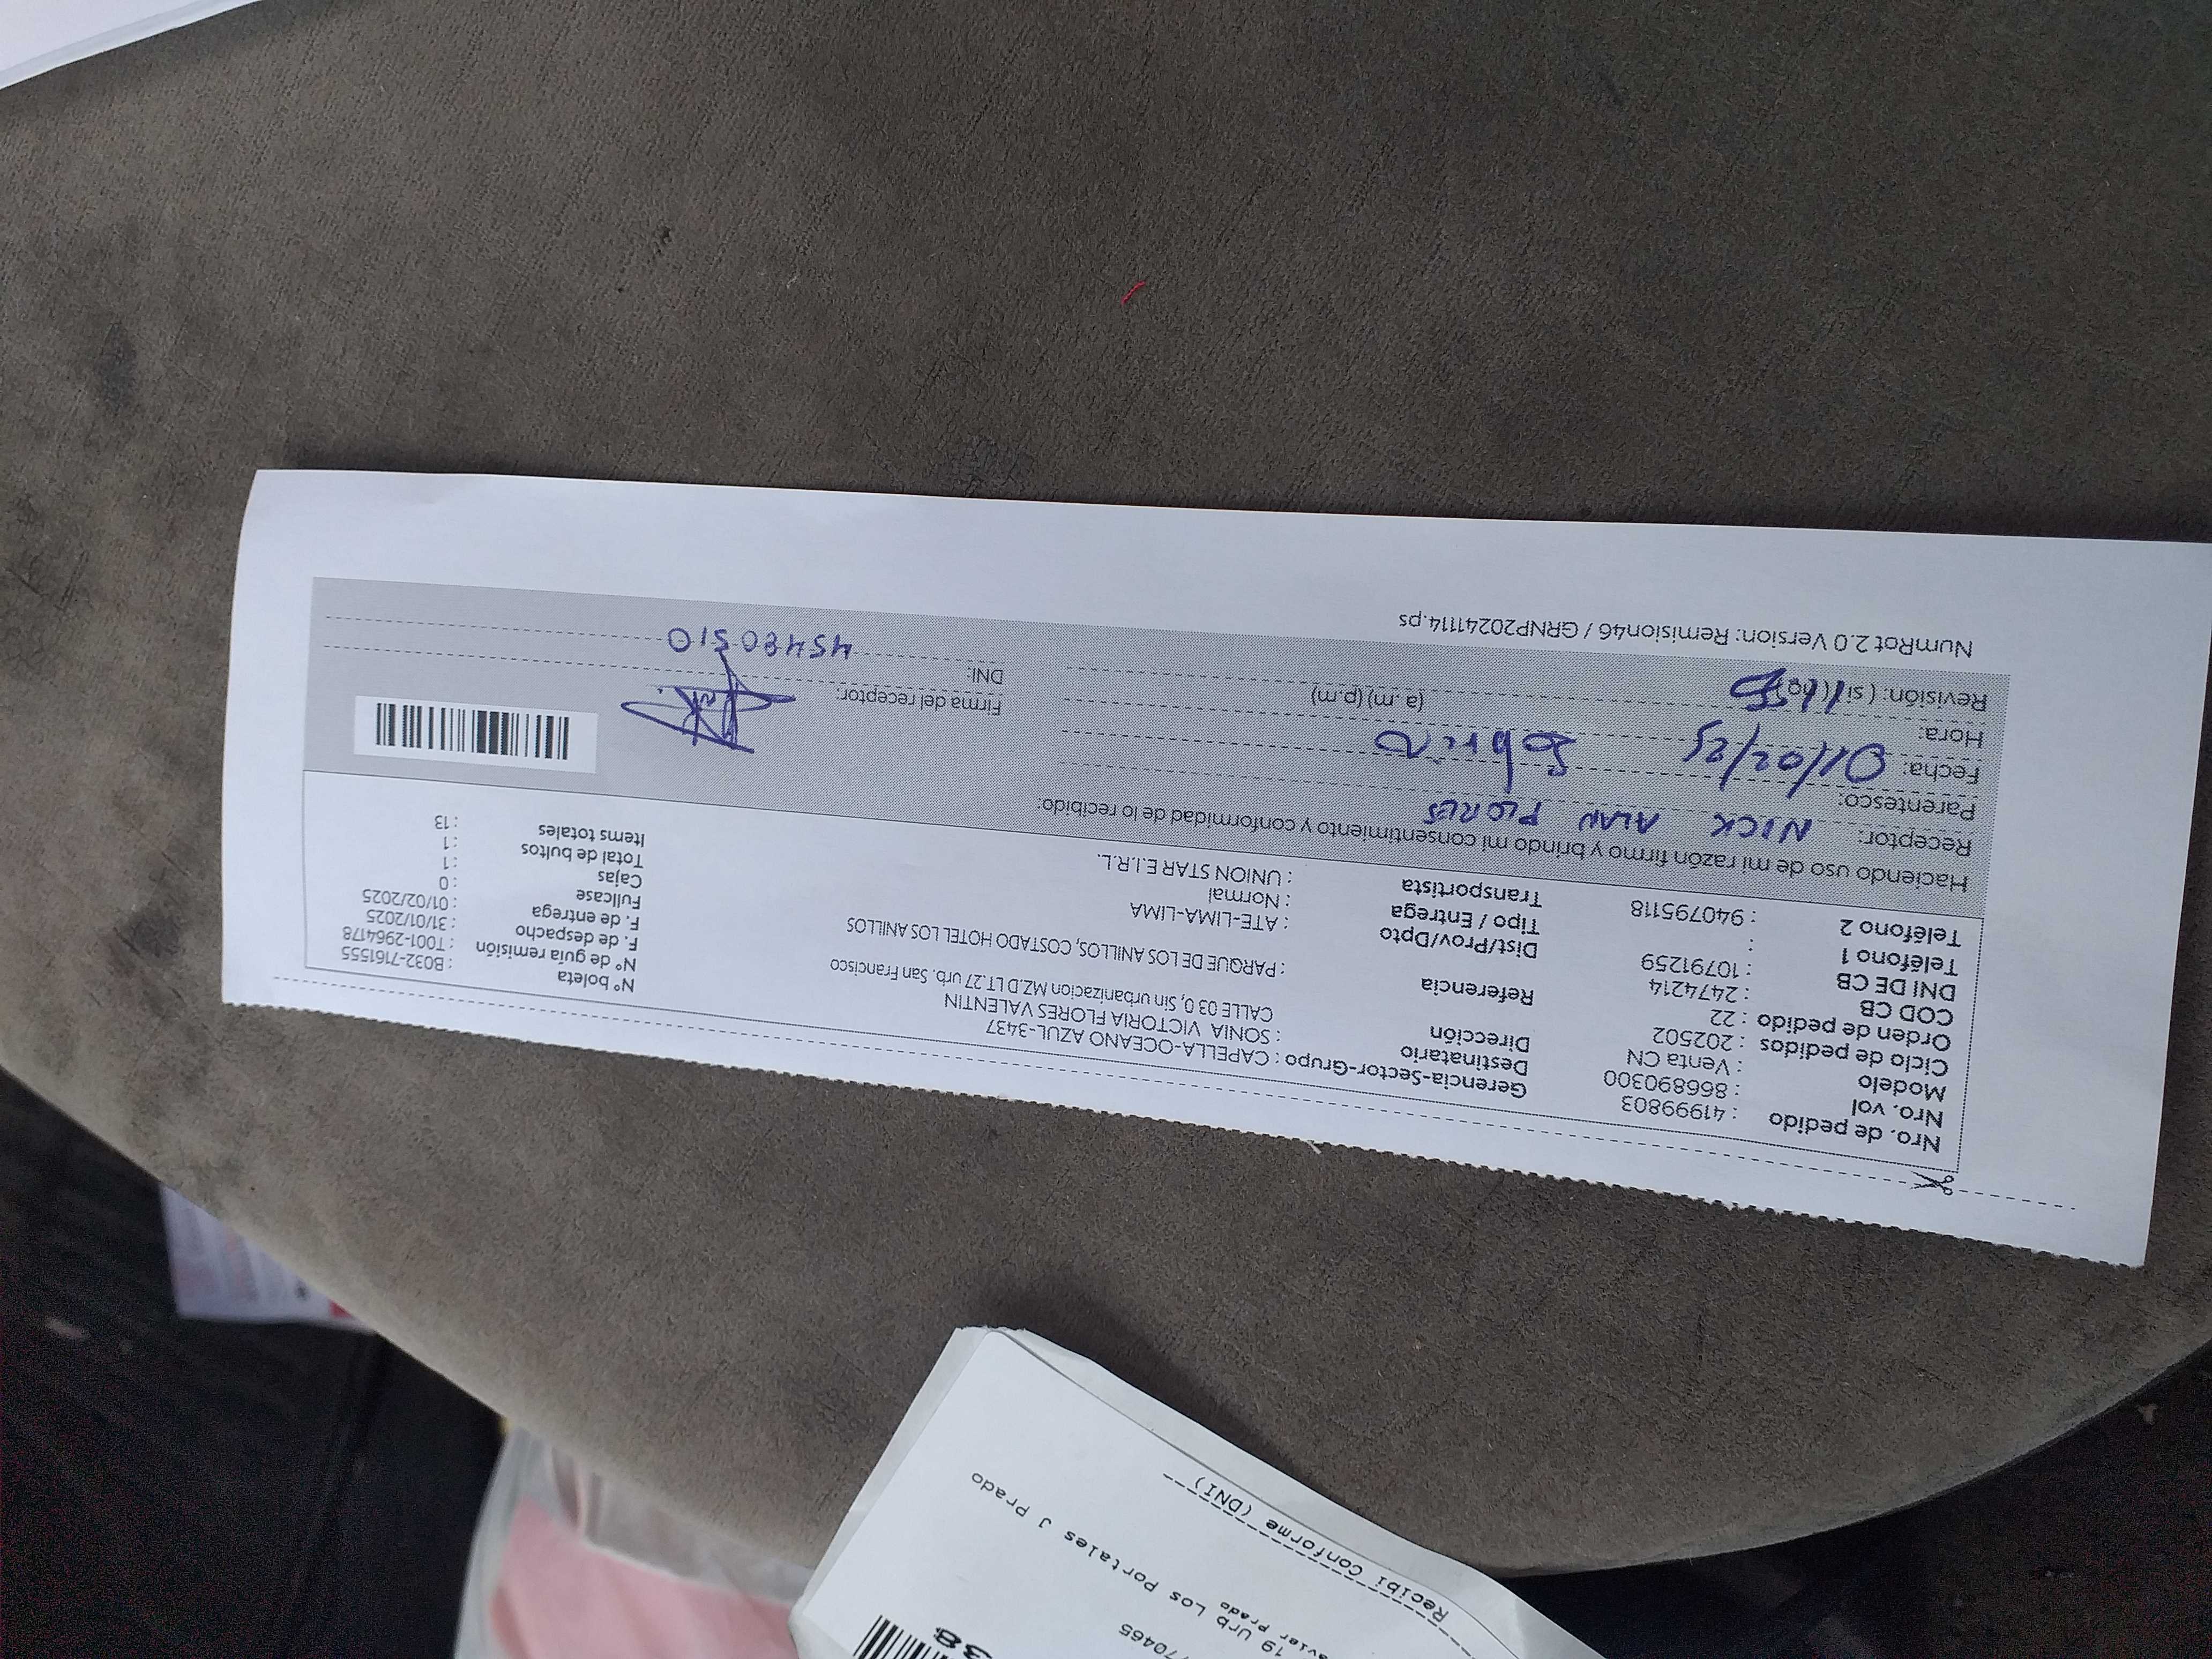 Nro. de pedido : 41999803
Nro. vol : 866890300
Modelo : Venta CN
Ciclo de pedidos : 202502
Orden de pedido : 22
COD CB : 2474214
DNI DE CB : 10791259
Teléfono 1 :
Teléfono 2 : 940795118
Gerencia-Sector-Grupo : CAPELLA-OCEANO AZUL-3437
Destinatario : SONIA VICTORIA FLORES VALENTIN
Dirección CALLE 03 0, Sin urbanizacion MZ.D LT.27 urb. San Francisco
Referencia : PARQUE DE LOS ANILLOS, COSTADO HOTEL LOS ANILLOS
Dist/Prov/Dpto : ATE-LIMA-LIMA
Tipo / Entrega : Normal
Transportista : UNION STAR E.I.R.L.
N° boleta : B032-7161555
N° de guía remisión : T001-2964178
F. de despacho : 31/01/2025
F. de entrega : 01/02/2025
Fullcase : 0
Cajas : 1
Total de bultos : 1
Items totales : 13
Haciendo uso de mi razón firmo y brindo mi consentimiento y conformidad de lo recibido:
Receptor: NICK ALAN FLORES
Parentesco: Sobrino
Fecha: 01/02/25
Hora: (a.m) (p.m)
Revisión: ( si ) ( no )
Firma del receptor:
DNI: 45480510
NumRot 2.0 Version: Remision46 / GRNP20241114.ps
38
770465
19 Urb Los Portales J Prado
avier Prado
Recibi Conforme (DNI)